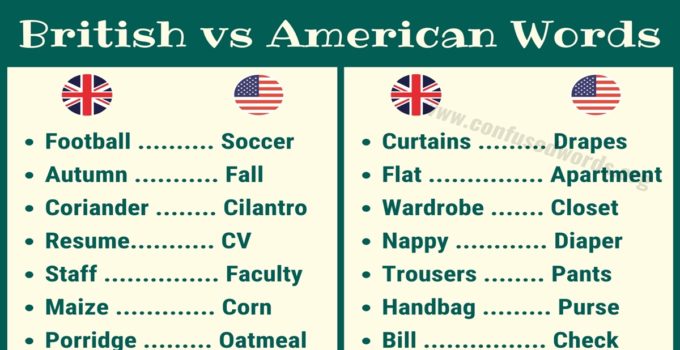 British vs American Words
www.confusedwords.org
• Football .......... Soccer
• Autumn ........... Fall
• Coriander ........ Cilantro
• Resume........... CV
• Staff ............... Faculty
• Maize ............. Corn
• Porridge ......... Oatmeal
• Curtains ......... Drapes
• Flat ............... Apartment
• Wardrobe ...... Closet
• Nappy ............ Diaper
• Trousers ........ Pants
• Handbag ......... Purse
• Bill ................ Check